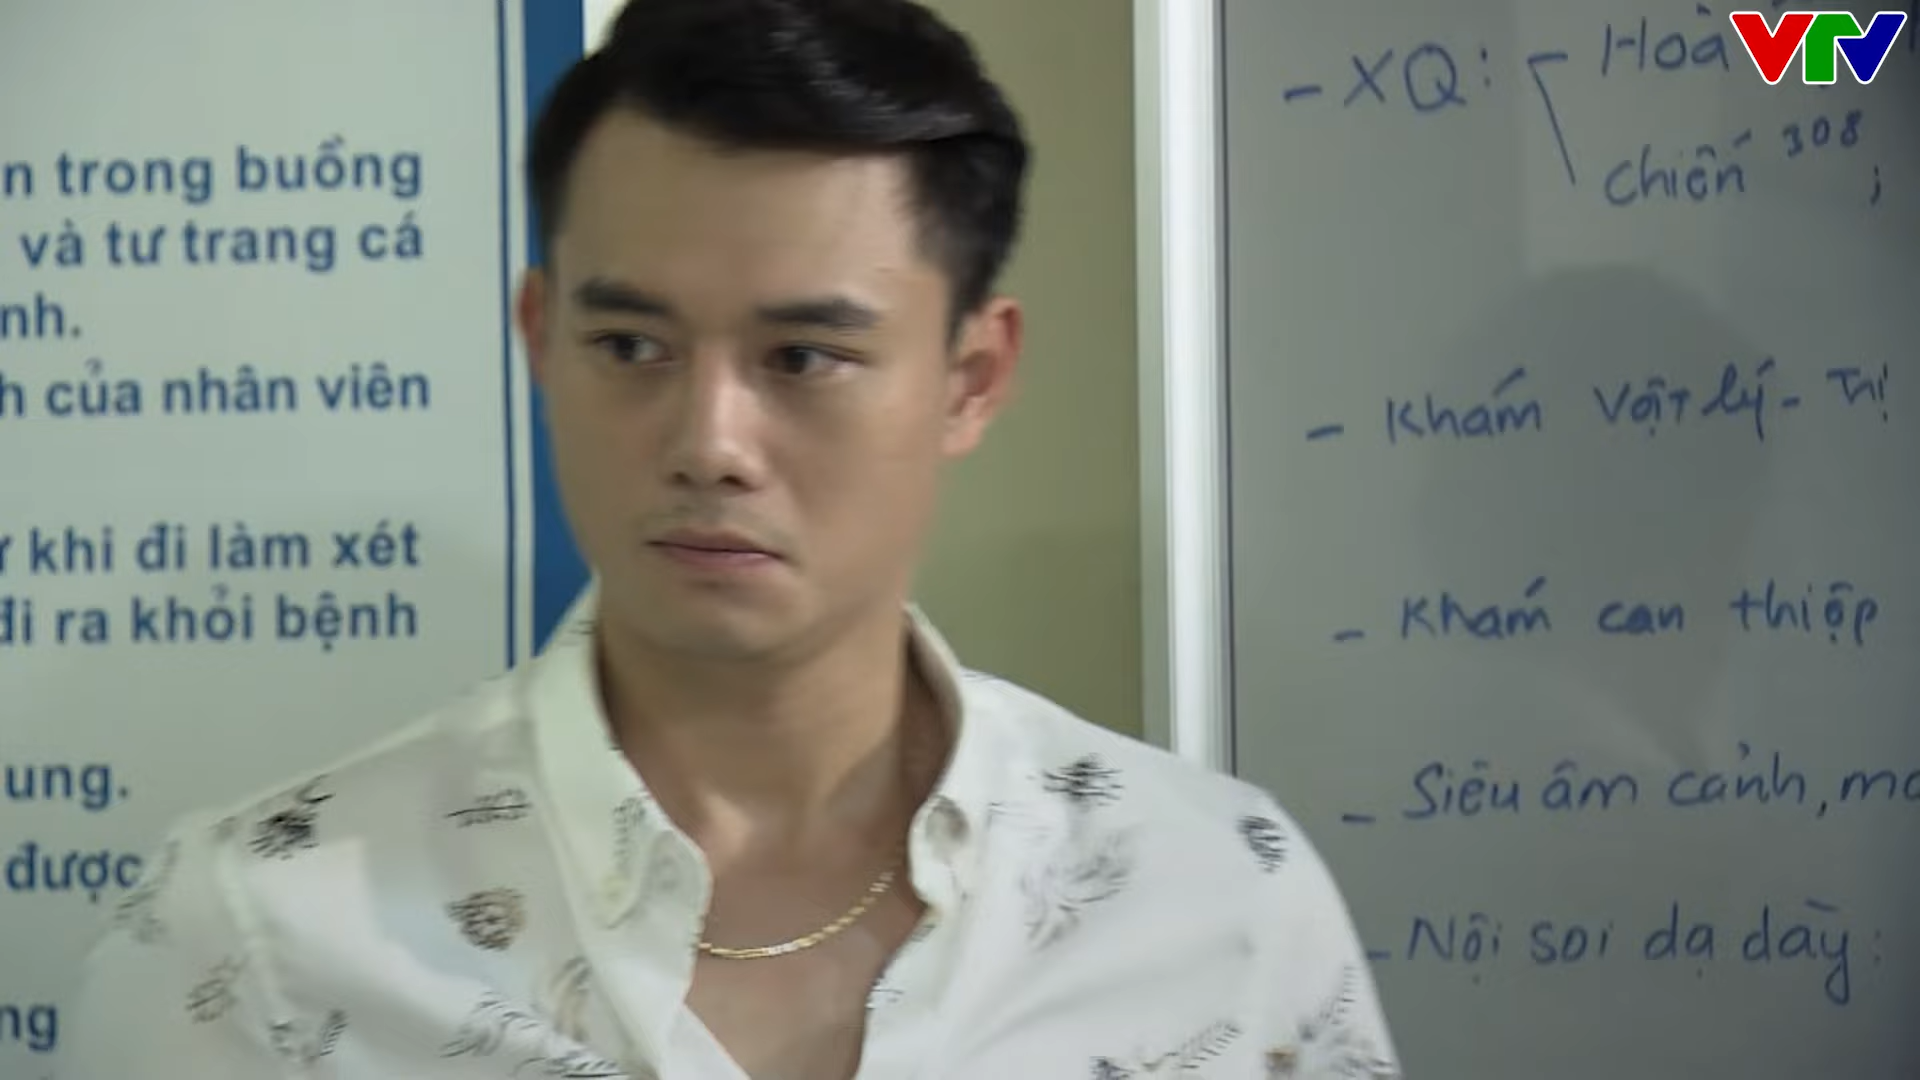 n trong buồng
và tư trang cá
nh.
h của nhân viên
ư khi đi làm xét
đi ra khỏi bệnh
ung.
được
ng
VTV
- XQ: Hoà
Chiến 308 ;
- Khám Vật lý - Trị
- Khám can thiệp
- Siêu âm cảnh, mạ
- Nội soi dạ dày: